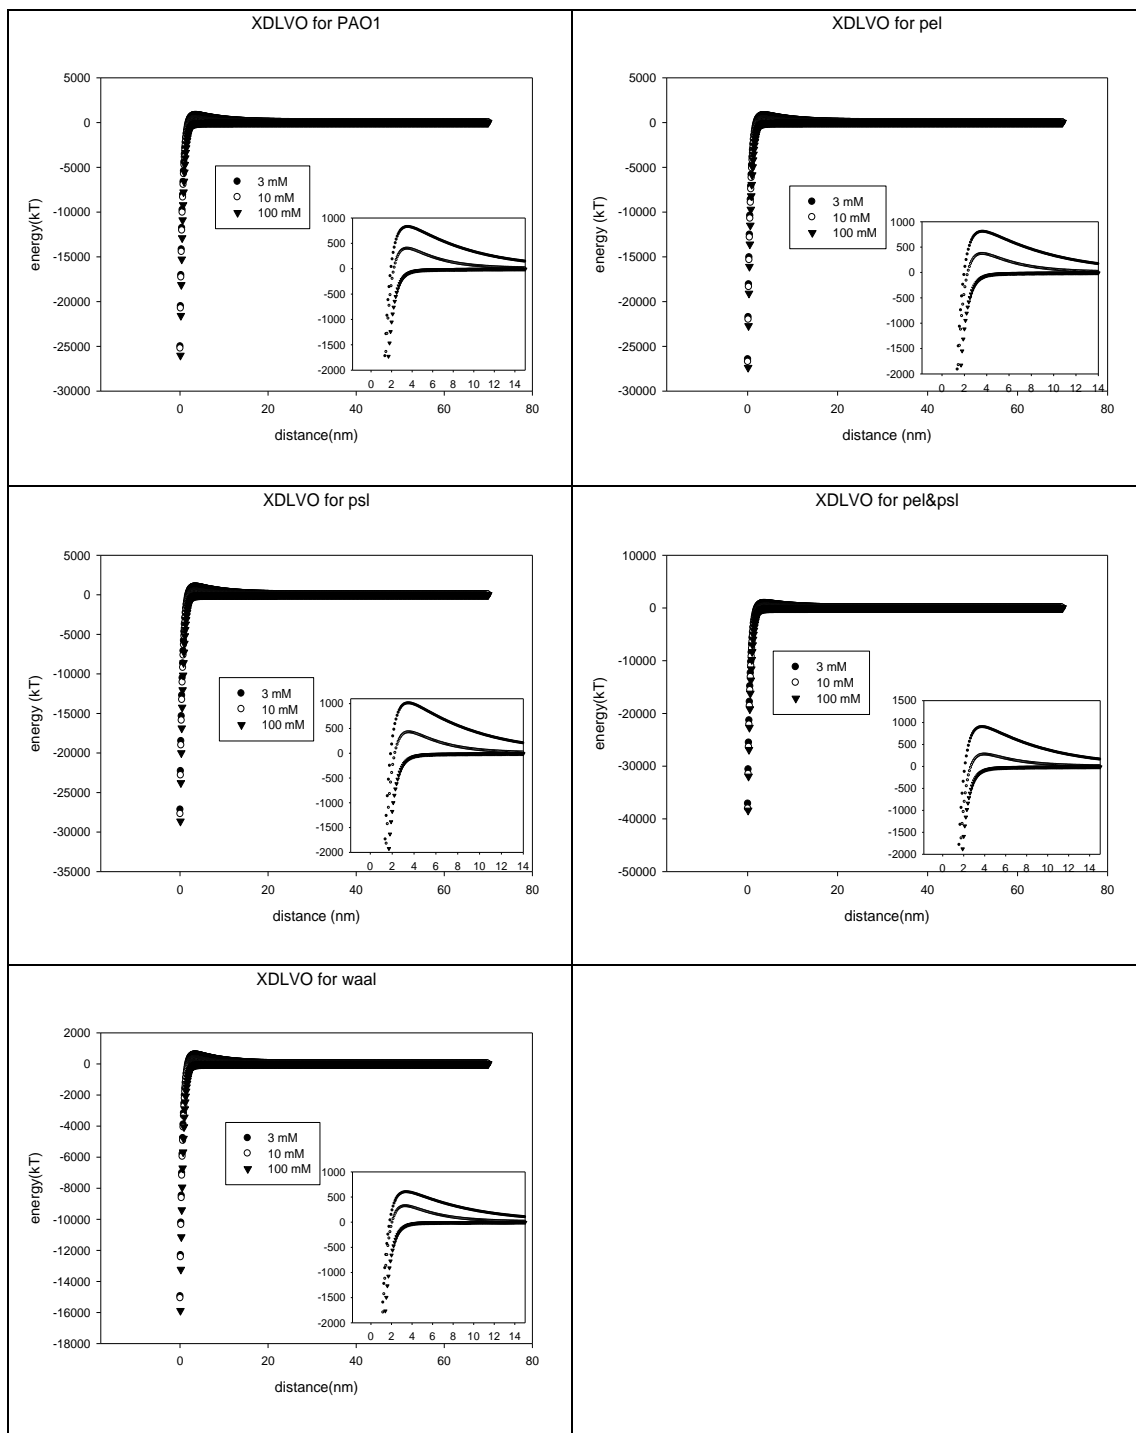 XDLVO for PAO1
5000
0
-5000
-10000
-15000
-20000
-25000
-30000
energy(kT)
3 mM
10 mM
100 mM
1000
500
0
-500
-1000
-1500
-2000
0 2 4 6 8 10 12 14
0 20 40 60 80
distance(nm)
XDLVO for pel
5000
0
-5000
-10000
-15000
-20000
-25000
-30000
energy (kT)
3 mM
10 mM
100 mM
1000
500
0
-500
-1000
-1500
-2000
0 2 4 6 8 10 12 14
0 20 40 60 80
distance (nm)
XDLVO for psl
5000
0
-5000
-10000
-15000
-20000
-25000
-30000
-35000
energy (kT)
3 mM
10 mM
100 mM
1000
500
0
-500
-1000
-1500
-2000
0 2 4 6 8 10 12 14
0 20 40 60 80
distance (nm)
XDLVO for pel&psl
10000
0
-10000
-20000
-30000
-40000
-50000
energy(kT)
3 mM
10 mM
100 mM
1500
1000
500
0
-500
-1000
-1500
-2000
0 2 4 6 8 10 12 14
0 20 40 60 80
distance(nm)
XDLVO for waal
2000
0
-2000
-4000
-6000
-8000
-10000
-12000
-14000
-16000
-18000
energy(kT)
3 mM
10 mM
100 mM
1000
500
0
-500
-1000
-1500
-2000
0 2 4 6 8 10 12 14
0 20 40 60 80
distance(nm)